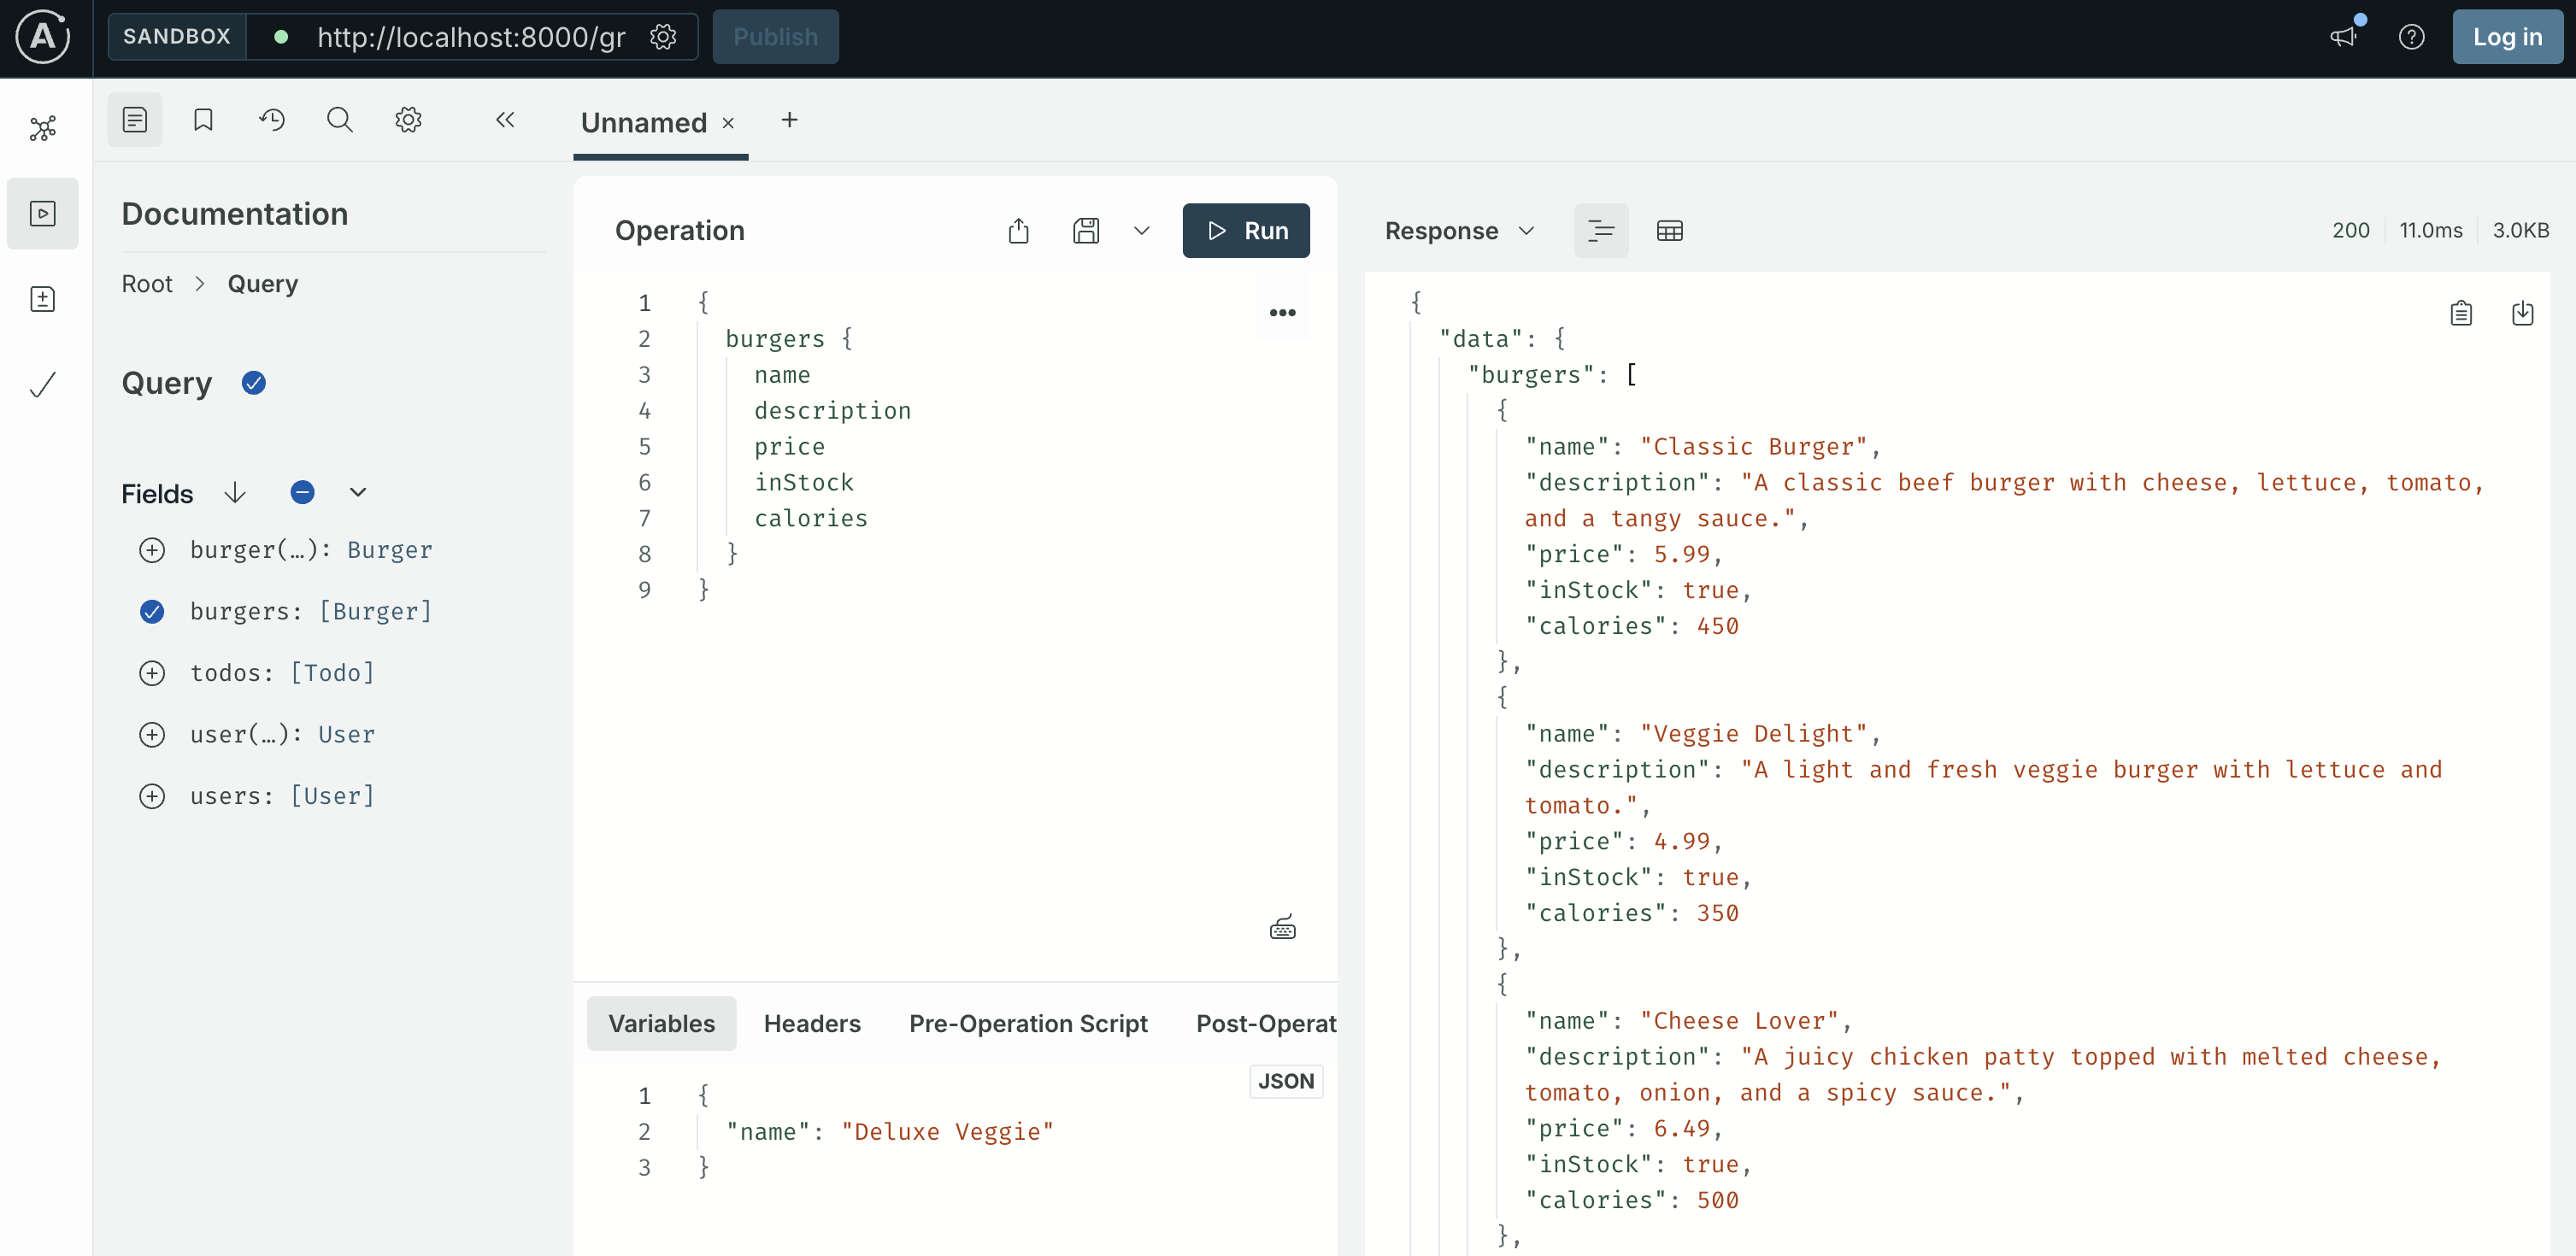 SANDBOX
http://localhost:8000/gr
Publish
Log in
Unnamed
Documentation
Root > Query
Query
Fields
burger(…): Burger
burgers: [Burger]
todos: [Todo]
user(…): User
users: [User]
Operation
Run
1 {
2 burgers {
3 name
4 description
5 price
6 inStock
7 calories
8 }
9 }
Variables
Headers
Pre-Operation Script
Post-Operat
JSON
1 {
2 "name": "Deluxe Veggie"
3 }
Response
200
11.0ms
3.0KB
{
"data": {
"burgers": [
{
"name": "Classic Burger",
"description": "A classic beef burger with cheese, lettuce, tomato,
and a tangy sauce.",
"price": 5.99,
"inStock": true,
"calories": 450
},
{
"name": "Veggie Delight",
"description": "A light and fresh veggie burger with lettuce and
tomato.",
"price": 4.99,
"inStock": true,
"calories": 350
},
{
"name": "Cheese Lover",
"description": "A juicy chicken patty topped with melted cheese,
tomato, onion, and a spicy sauce.",
"price": 6.49,
"inStock": true,
"calories": 500
},